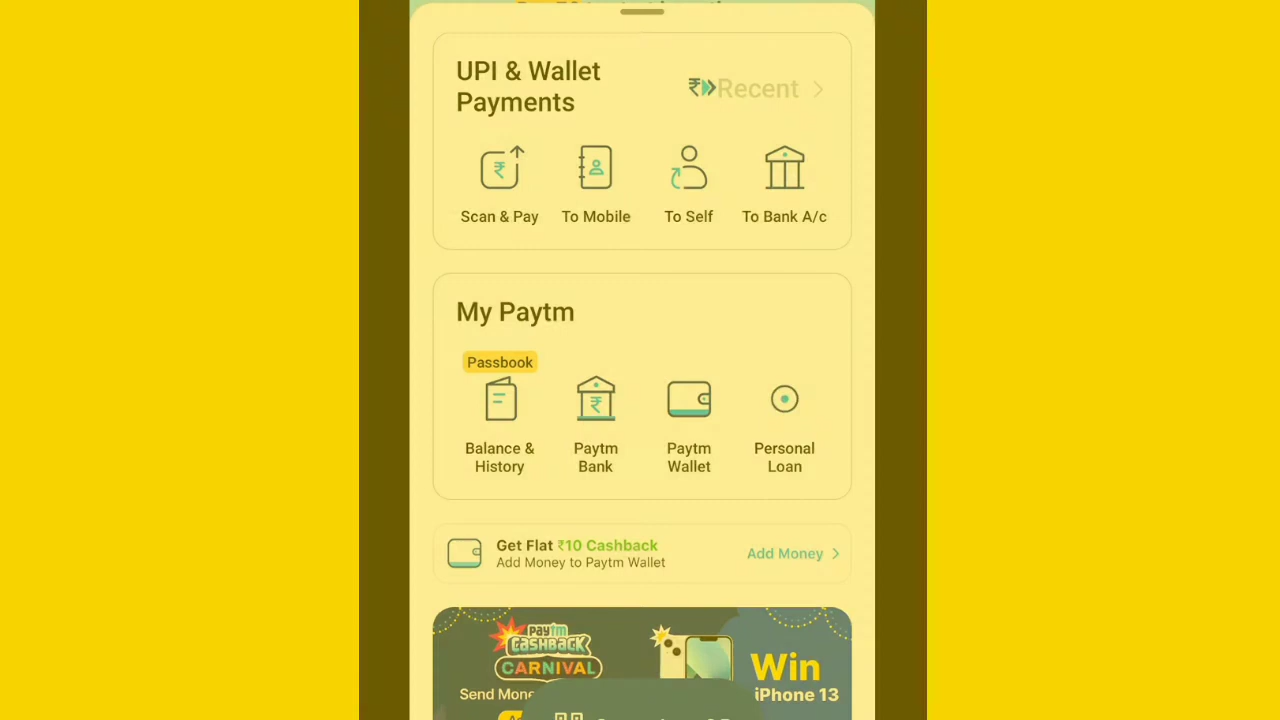 UPI & Wallet
Payments
Recent
Scan & Pay
To Mobile
To Self
To Bank A/c
My Paytm
Passbook
Balance &
History
Paytm
Bank
Paytm
Wallet
Personal
Loan
Get Flat ₹10 Cashback
Add Money to Paytm Wallet
Add Money
Paytm
CASHBACK
CARNIVAL
Win
iPhone 13
Send Mone